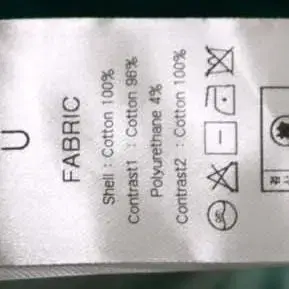 FABRIC
Shell : Cotton 100%
Contrast1 : Cotton 96%
Polyurethane 4%
Contrast2 : Cotton 100%